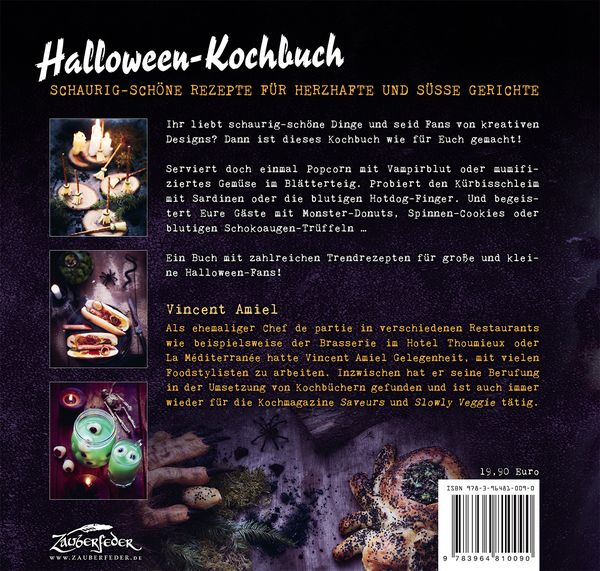 Halloween-Kochbuch
SCHAURIG-SCHÖNE REZEPTE FÜR HERZHAFTE UND SÜSSE GERICHTE
Ihr liebt schaurig-schöne Dinge und seid Fans von kreativen
Designs? Dann ist dieses Kochbuch wie für Euch gemacht!
Serviert doch einmal Popcorn mit Vampirblut oder mumifi-
ziertes Gemüse im Blätterteig. Probiert den Kürbisschleim
mit Sardinen oder die blutigen Hotdog-Finger. Und begeis-
tert Eure Gäste mit Monster-Donuts, Spinnen-Cookies oder
blutigen Schokoaugen-Trüffeln …
Ein Buch mit zahlreichen Trendrezepten für große und klei-
ne Halloween-Fans!
Vincent Amiel
Als ehemaliger Chef de partie in verschiedenen Restaurants
wie beispielsweise der Brasserie im Hotel Thoumieux oder
La Méditerranée hatte Vincent Amiel Gelegenheit, mit vielen
Foodstylisten zu arbeiten. Inzwischen hat er seine Berufung
in der Umsetzung von Kochbüchern gefunden und ist auch immer
wieder für die Kochmagazine Saveurs und Slowly Veggie tätig.
19,90 Euro
ISBN 978-3-96481-009-0
9 783964 810090
ZAUBERFEDER
WWW.ZAUBERFEDER.DE